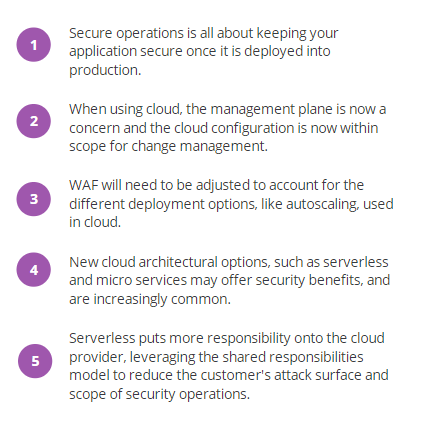 1
Secure operations is all about keeping your
application secure once it is deployed into
production.
2
When using cloud, the management plane is now a
concern and the cloud configuration is now within
scope for change management.
3
WAF will need to be adjusted to account for the
different deployment options, like autoscaling, used
in cloud.
4
New cloud architectural options, such as serverless
and micro services may offer security benefits, and
are increasingly common.
5
Serverless puts more responsibility onto the cloud
provider, leveraging the shared responsibilities
model to reduce the customer's attack surface and
scope of security operations.